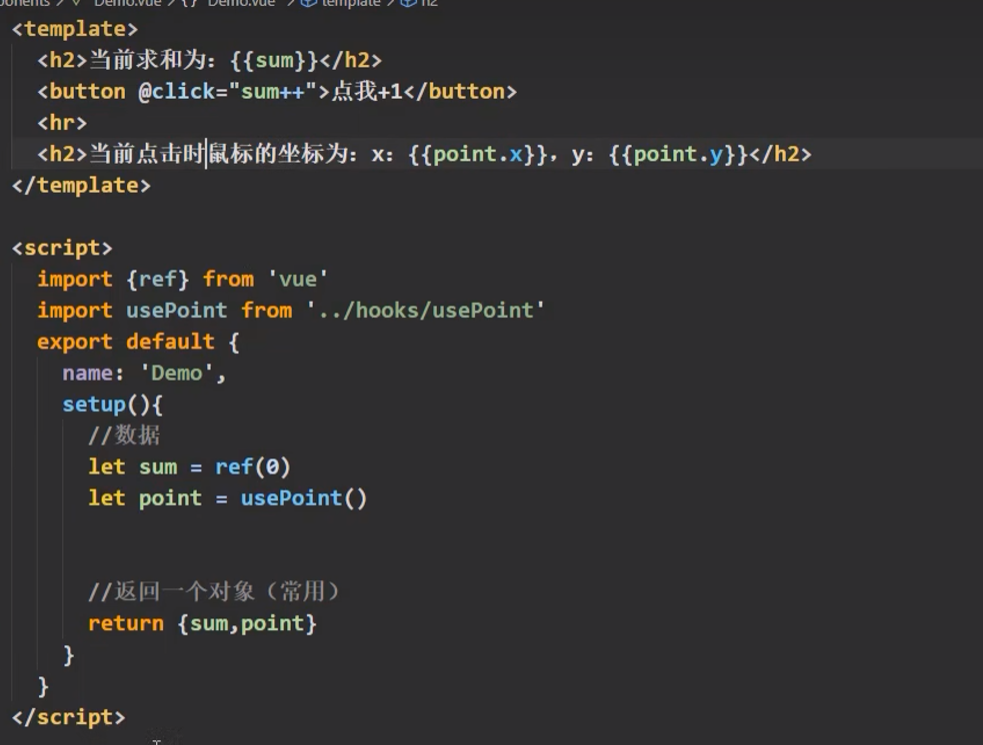 Demo.vue > {} Demo.vue > template > h2
<template>
<h2>当前求和为：{{sum}}</h2>
<button @click="sum++">点我+1</button>
<hr>
<h2>当前点击时鼠标的坐标为：x：{{point.x}}，y：{{point.y}}</h2>
</template>
<script>
import {ref} from 'vue'
import usePoint from '../hooks/usePoint'
export default {
name: 'Demo',
setup(){
//数据
let sum = ref(0)
let point = usePoint()
//返回一个对象（常用）
return {sum,point}
}
}
</script>